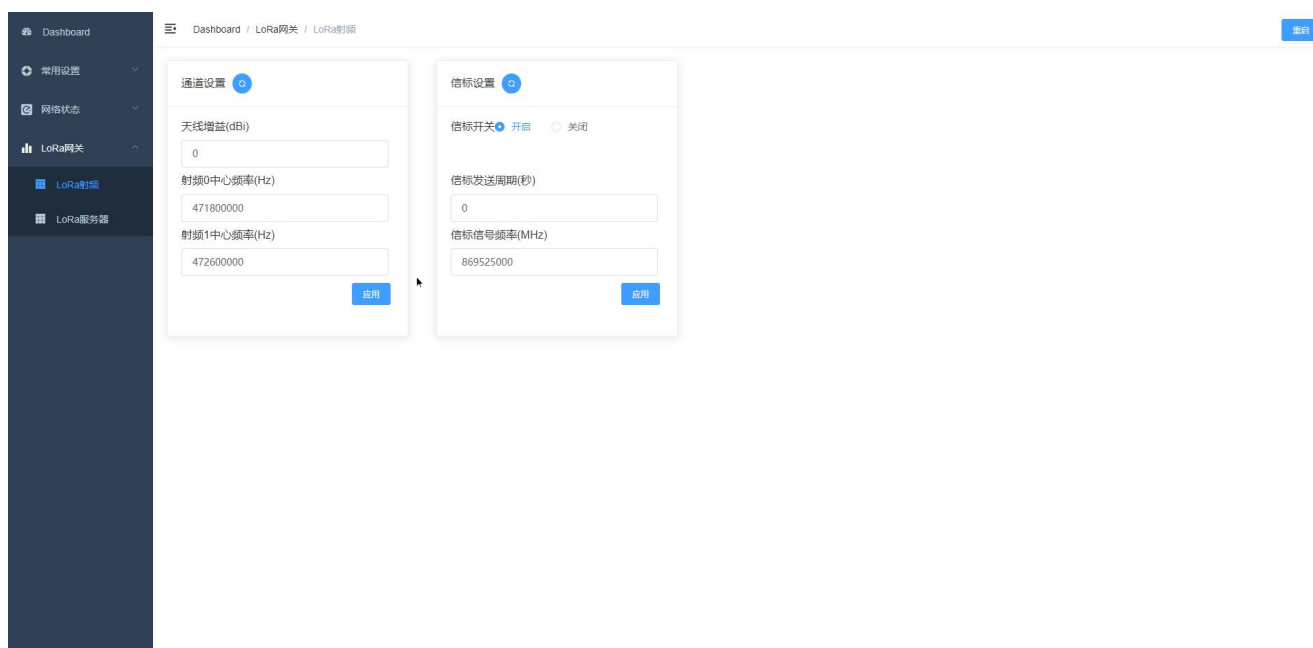 Dashboard
常用设置
网络状态
LoRa网关
LoRa射频
LoRa服务器
Dashboard / LoRa网关 / LoRa射频
重启
通道设置
天线增益(dBi)
0
射频0中心频率(Hz)
471800000
射频1中心频率(Hz)
472600000
应用
信标设置
信标开关 开启 关闭
信标发送周期(秒)
0
信标信号频率(MHz)
869525000
应用